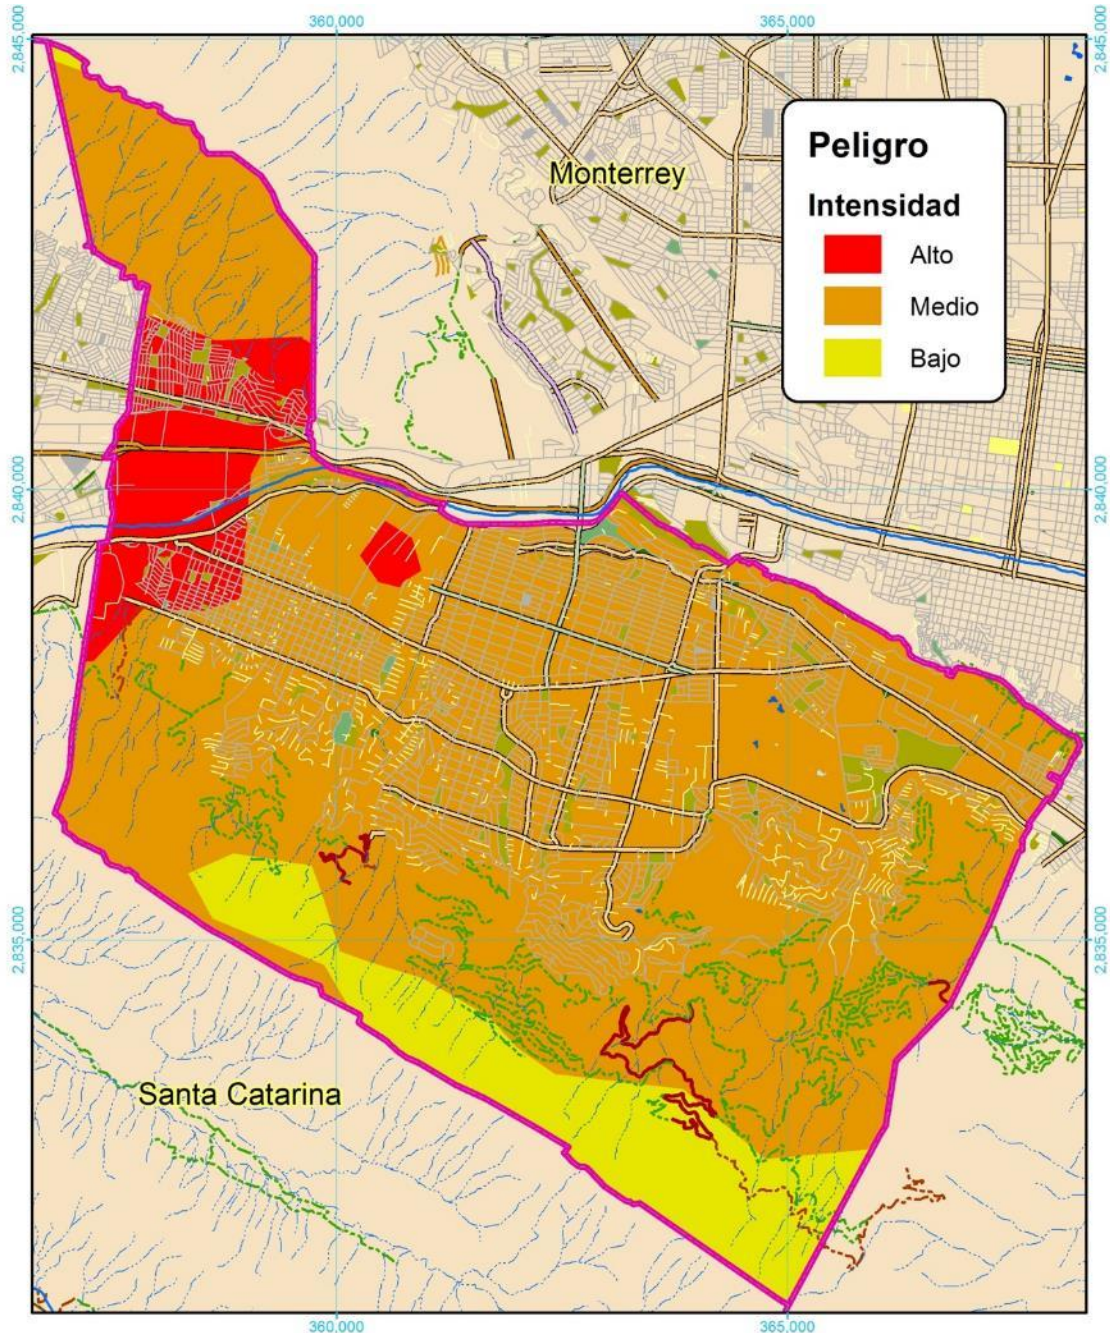 360,000
365,000
2,845,000
2,845,000
Monterrey
Peligro
Intensidad
Alto
Medio
Bajo
2,840,000
2,840,000
2,835,000
2,835,000
Santa Catarina
360,000
365,000